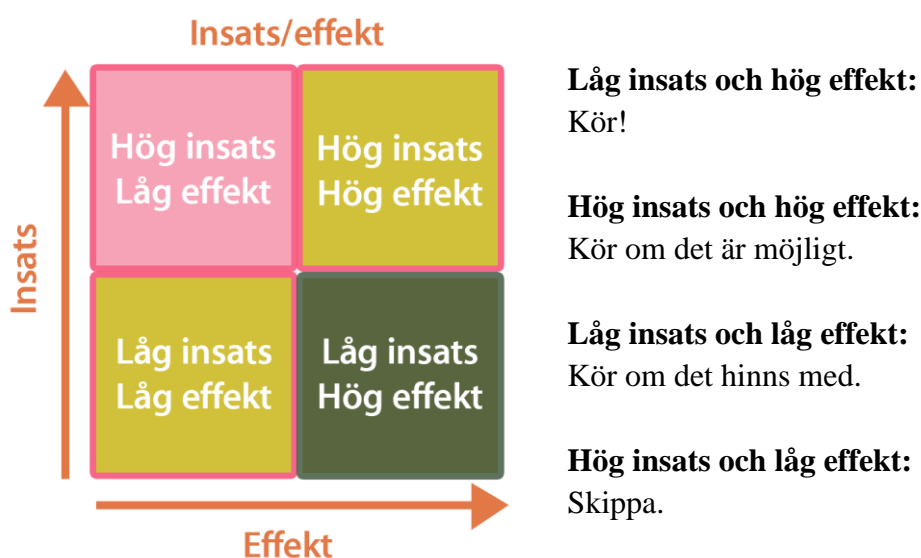 Insats/effekt
Insats
Hög insats
Låg effekt
Hög insats
Hög effekt
Låg insats
Låg effekt
Låg insats
Hög effekt
Effekt
Låg insats och hög effekt:
Kör!
Hög insats och hög effekt:
Kör om det är möjligt.
Låg insats och låg effekt:
Kör om det hinns med.
Hög insats och låg effekt:
Skippa.